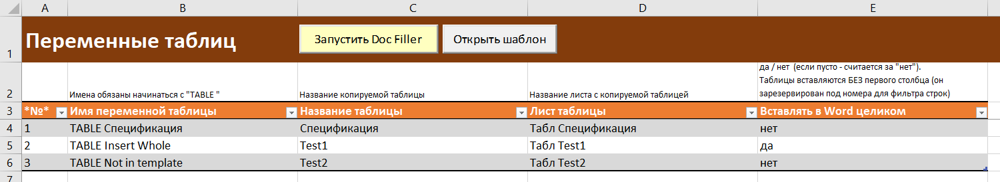 A B C D E
1 Переменные таблиц Запустить Doc Filler Открыть шаблон
да / нет (если пусто - считается за "нет").
Таблицы вставляются БЕЗ первого столбца (он
2 Имена обязаны начинаться с "TABLE " Название копируемой таблицы Название листа с копируемой таблицей зарезервирован под номера для фильтра строк)
3 *№* Имя переменной таблицы Название таблицы Лист таблицы Вставлять в Word целиком
4 1 TABLE Спецификация Спецификация Табл Спецификация нет
5 2 TABLE Insert Whole Test1 Табл Test1 да
6 3 TABLE Not in template Test2 Табл Test2 нет
7